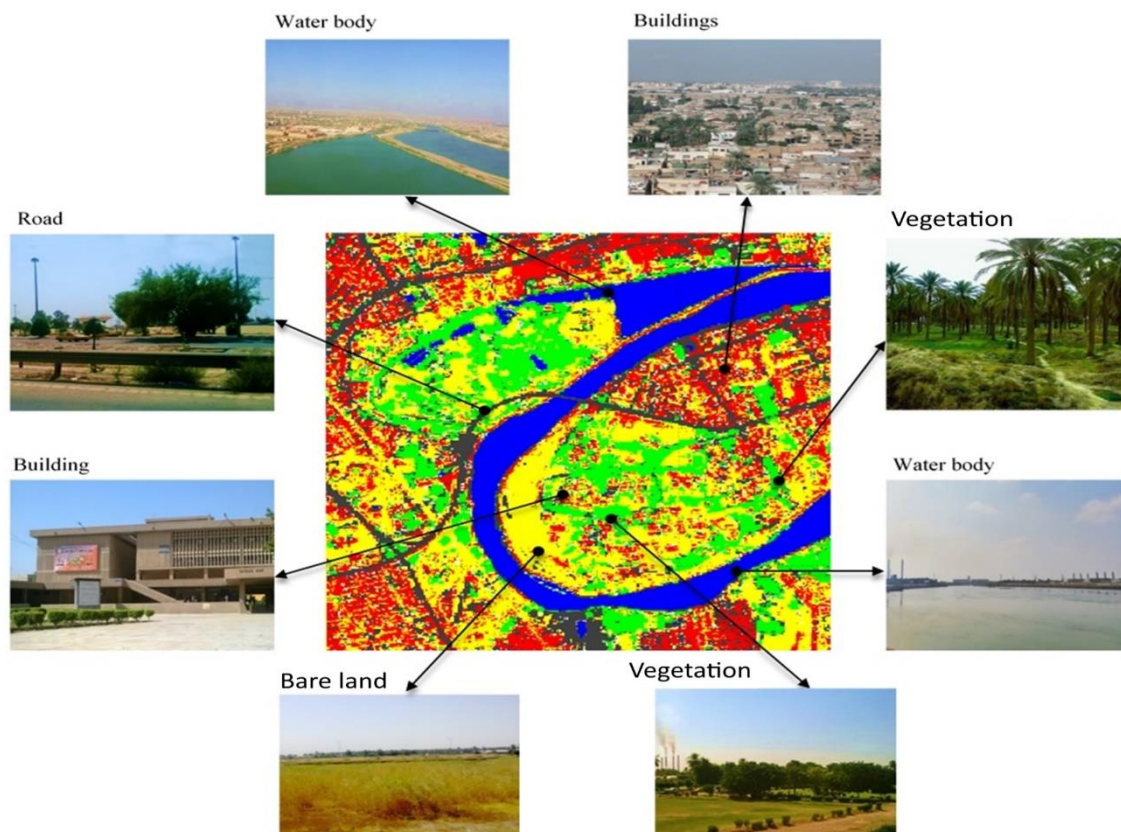 Water body
Buildings
Road
Vegetation
Building
Water body
Bare land
Vegetation